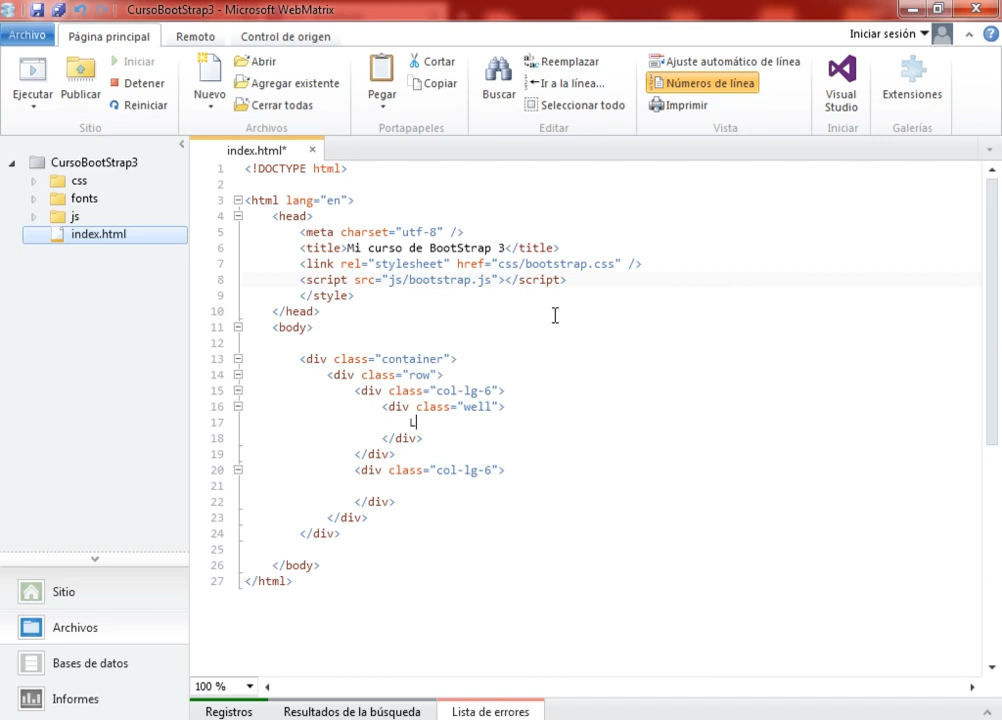 CursoBootStrap3 - Microsoft WebMatrix
Archivo
Página principal
Remoto
Control de origen
Iniciar sesión
Ejecutar
Publicar
Iniciar
Detener
Reiniciar
Sitio
Nuevo
Abrir
Agregar existente
Cerrar todas
Archivos
Pegar
Cortar
Copiar
Portapapeles
Buscar
Reemplazar
Ir a la línea...
Seleccionar todo
Editar
Ajuste automático de línea
Números de línea
Imprimir
Vista
Visual Studio
Iniciar
Extensiones
Galerías
CursoBootStrap3
css
fonts
js
index.html
Sitio
Archivos
Bases de datos
Informes
index.html*
1 <!DOCTYPE html>
2
3 <html lang="en">
4 <head>
5 <meta charset="utf-8" />
6 <title>Mi curso de BootStrap 3</title>
7 <link rel="stylesheet" href="css/bootstrap.css" />
8 <script src="js/bootstrap.js"></script>
9 </style>
10 </head>
11 <body>
12
13 <div class="container">
14 <div class="row">
15 <div class="col-lg-6">
16 <div class="well">
17 L
18 </div>
19 </div>
20 <div class="col-lg-6">
21
22 </div>
23 </div>
24 </div>
25
26 </body>
27 </html>
100 %
Registros
Resultados de la búsqueda
Lista de errores